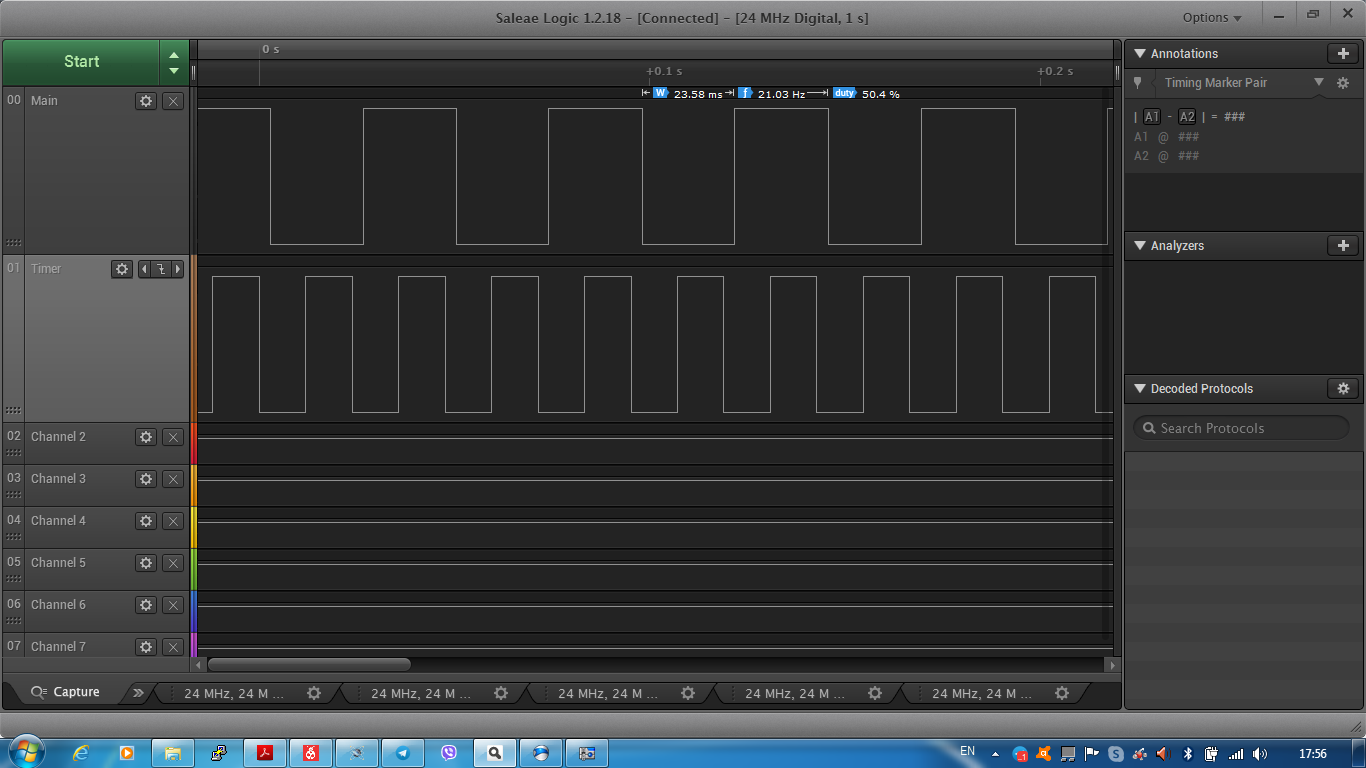 Saleae Logic 1.2.18 - [Connected] - [24 MHz Digital, 1 s]
Options
Start
0 s
+0.1 s
+0.2 s
W 23.58 ms f 21.03 Hz duty 50.4 %
00 Main
01 Timer
02 Channel 2
03 Channel 3
04 Channel 4
05 Channel 5
06 Channel 6
07 Channel 7
Annotations
Timing Marker Pair
| A1 - A2 | = ###
A1 @ ###
A2 @ ###
Analyzers
Decoded Protocols
Search Protocols
Capture
24 MHz, 24 M ...
24 MHz, 24 M ...
24 MHz, 24 M ...
24 MHz, 24 M ...
24 MHz, 24 M ...
EN
17:56